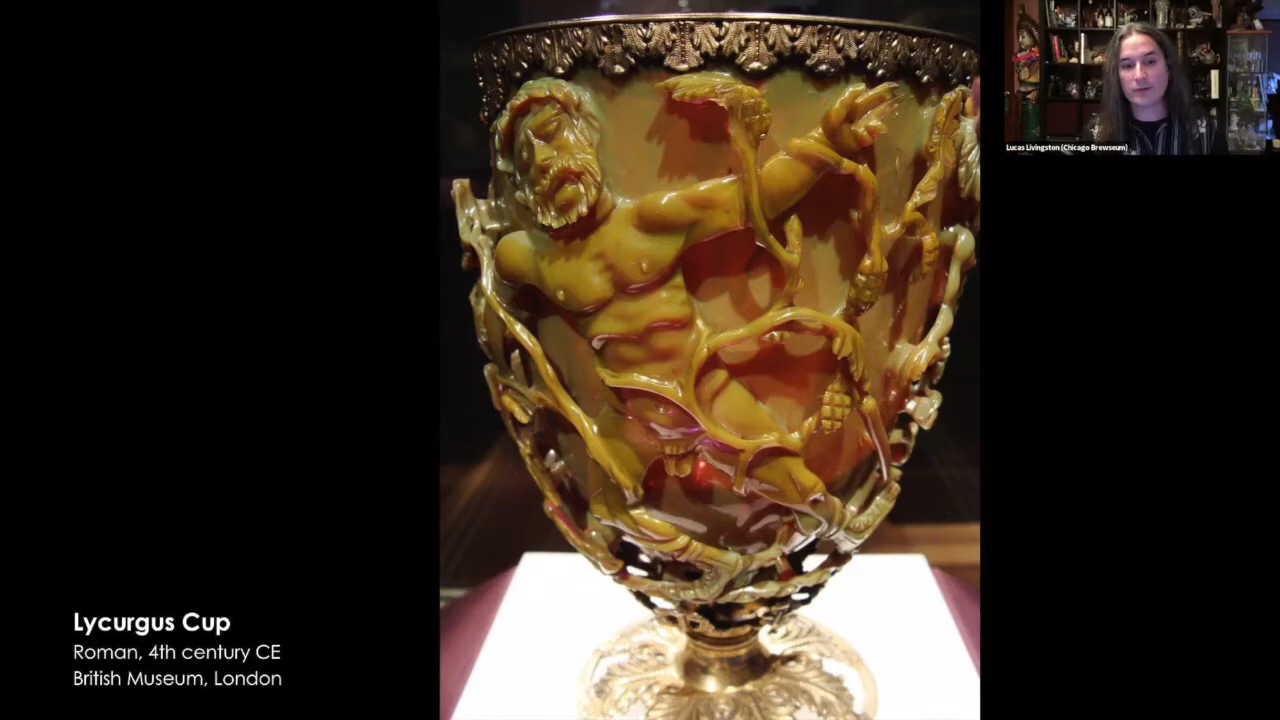 Lucas Livingston (Chicago Brewseum)
Lycurgus Cup
Roman, 4th century CE
British Museum, London